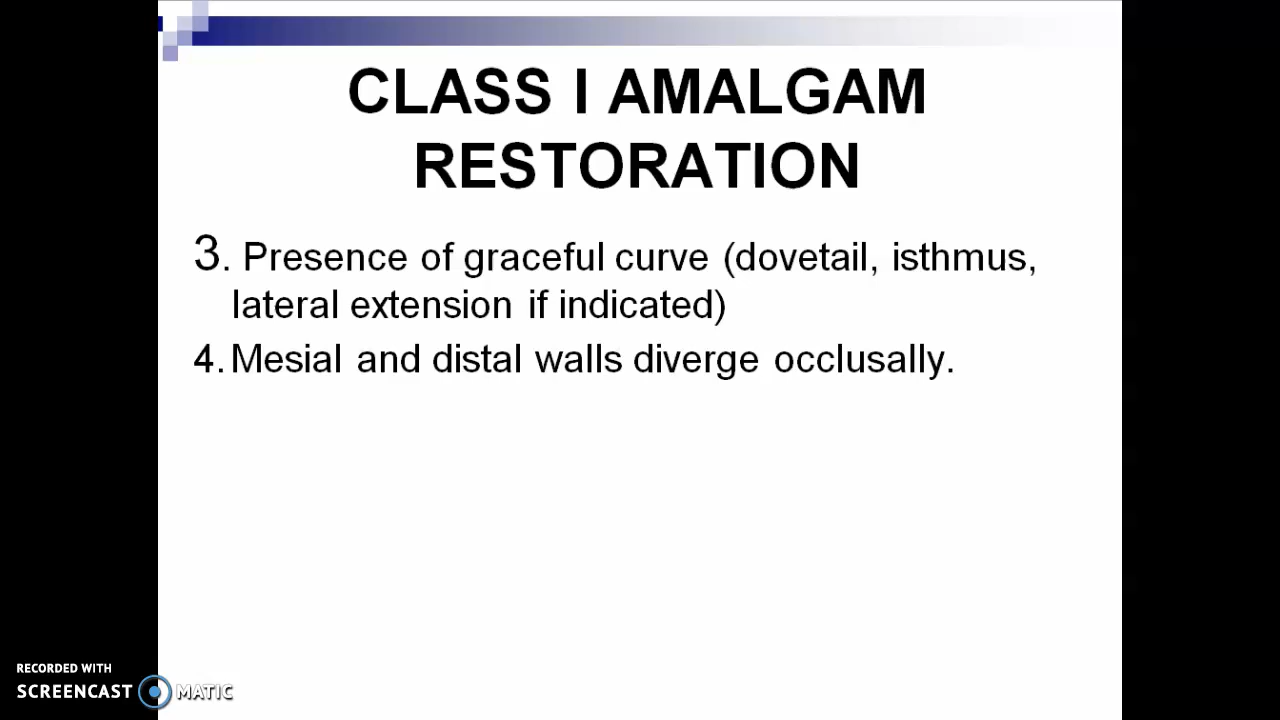 CLASS I AMALGAM
RESTORATION
3. Presence of graceful curve (dovetail, isthmus,
lateral extension if indicated)
4. Mesial and distal walls diverge occlusally.
RECORDED WITH
SCREENCAST MATIC